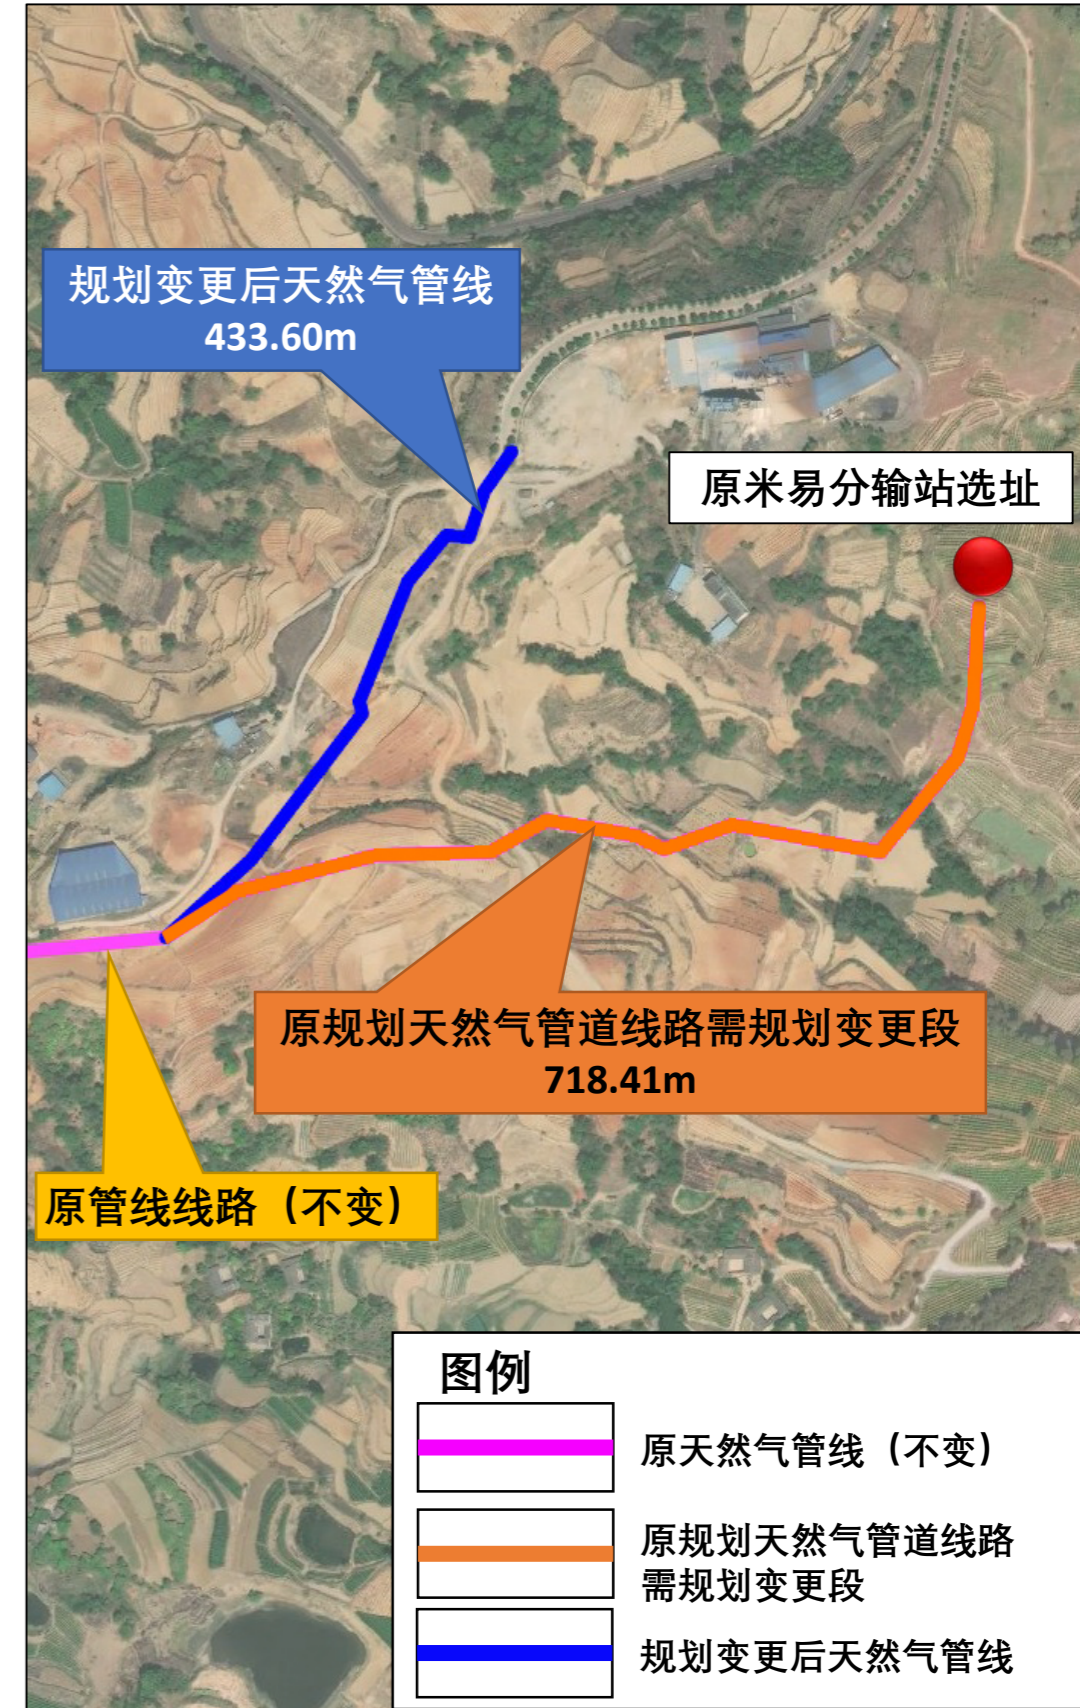 规划变更后天然气管线
433.60m
原米易分输站选址
原规划天然气管道线路需规划变更段
718.41m
原管线线路（不变）
图例
原天然气管线（不变）
原规划天然气管道线路
需规划变更段
规划变更后天然气管线